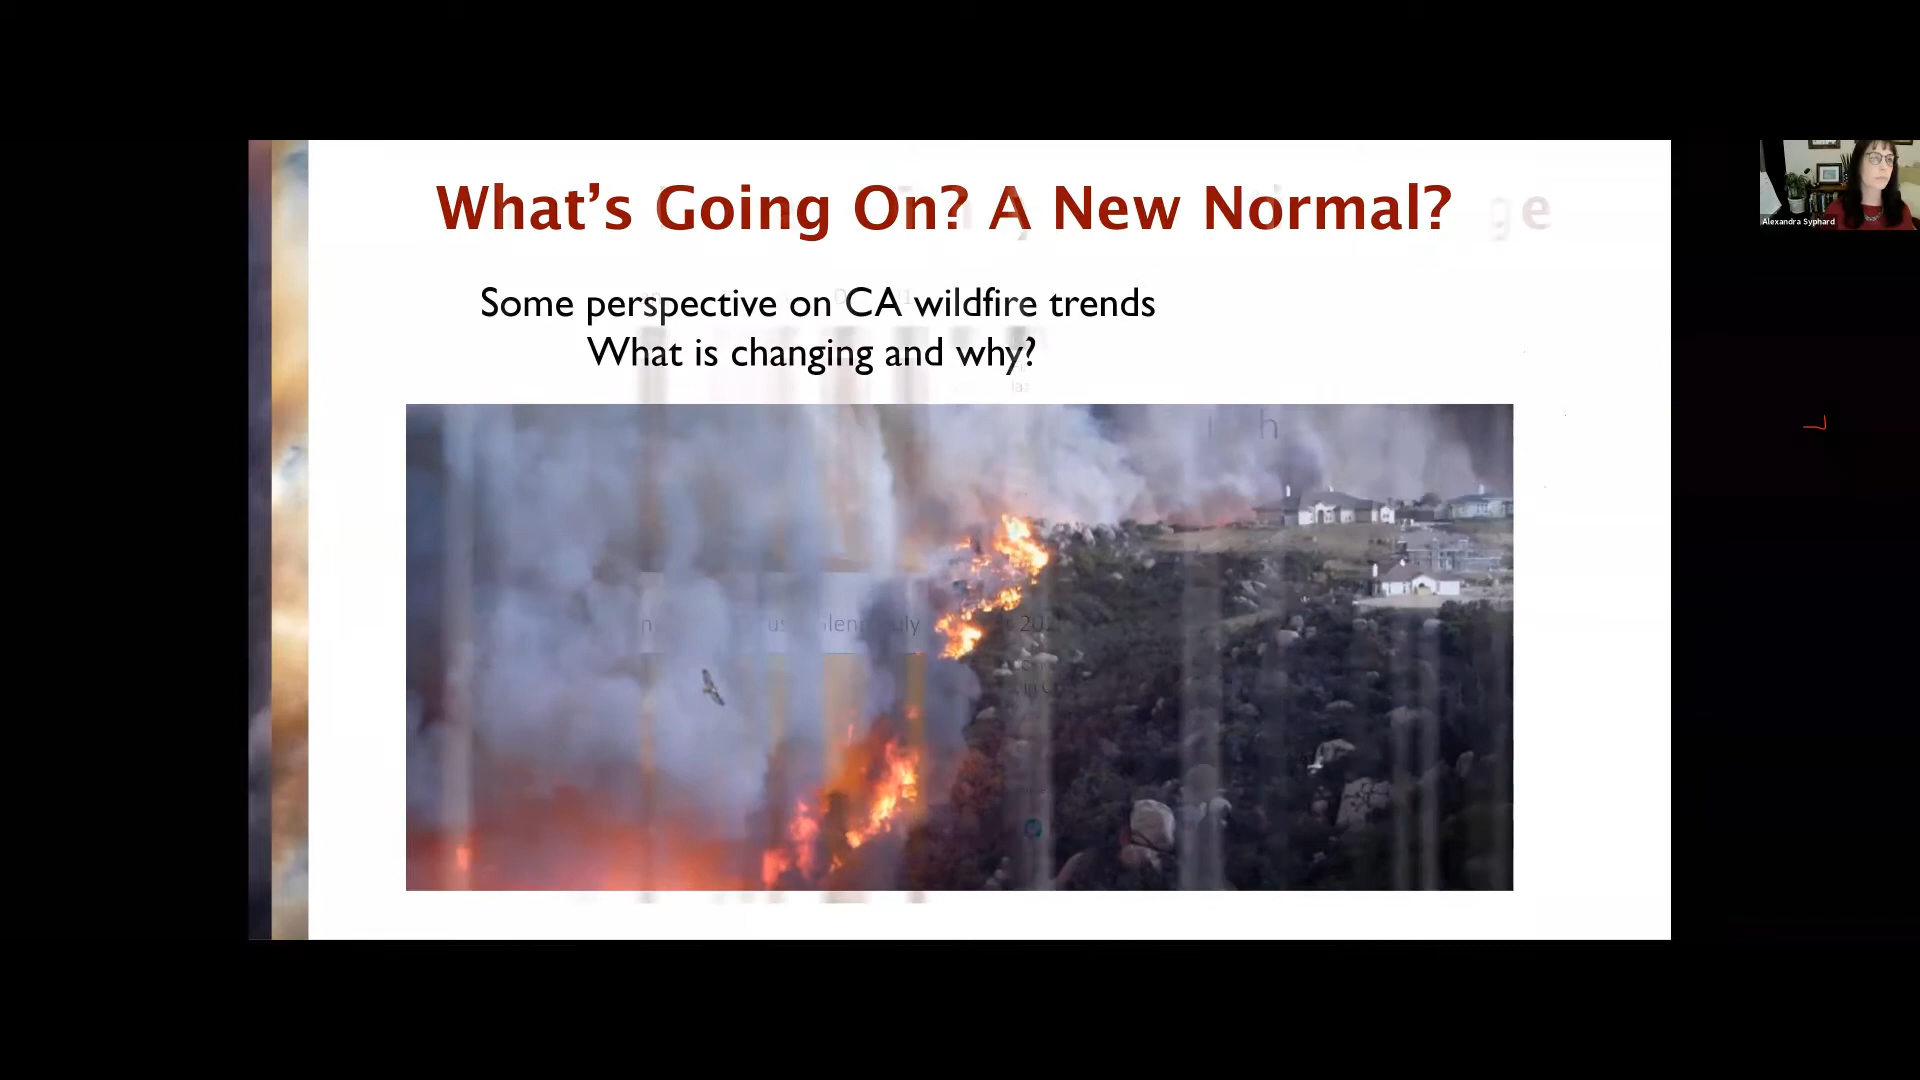 What’s Going On? A New Normal?
Some perspective on CA wildfire trends
What is changing and why?
Alexandra Syphard